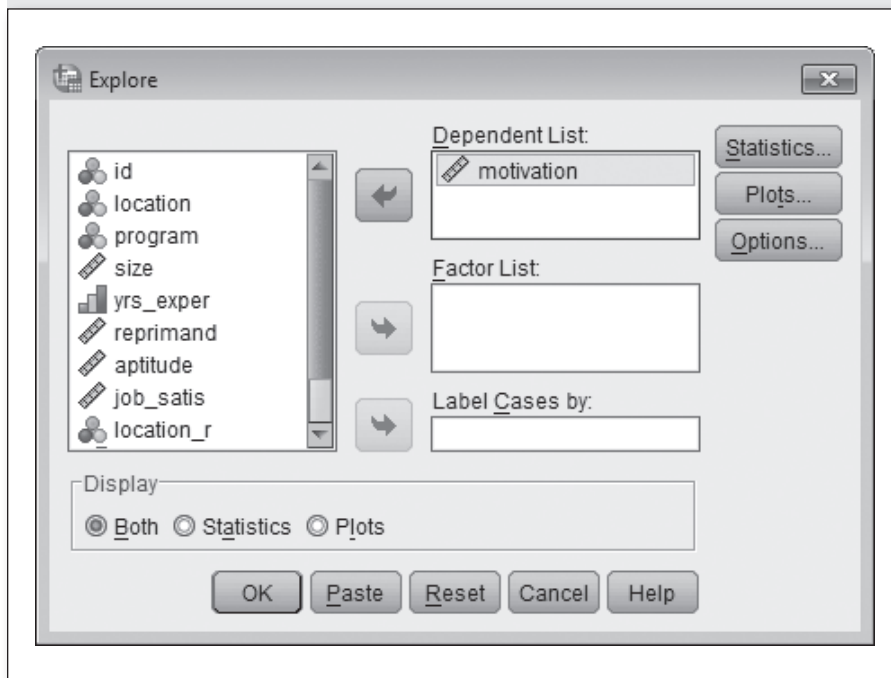 Explore
id
location
program
size
yrs_exper
reprimand
aptitude
job_satis
location_r
Dependent List:
motivation
Factor List:
Label Cases by:
Statistics...
Plots...
Options...
Display
Both Statistics Plots
OK Paste Reset Cancel Help